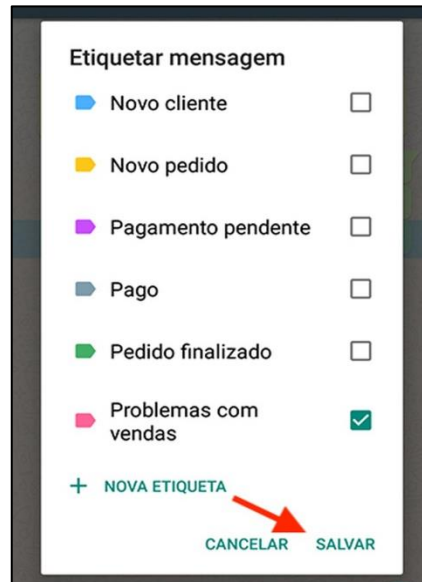 Etiquetar mensagem
Novo cliente
Novo pedido
Pagamento pendente
Pago
Pedido finalizado
Problemas com
vendas
+ NOVA ETIQUETA
CANCELAR SALVAR